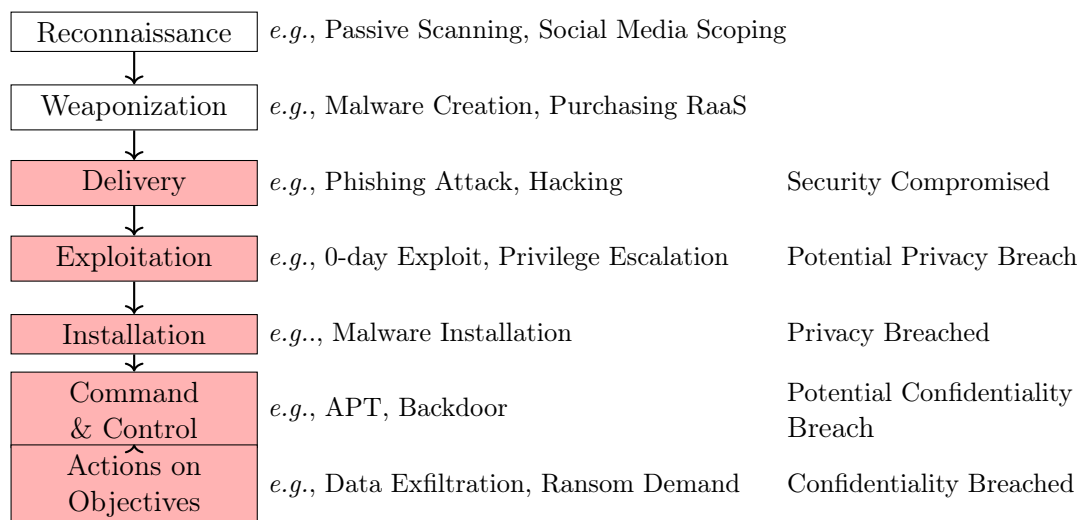 Reconnaissance e.g., Passive Scanning, Social Media Scoping
Weaponization e.g., Malware Creation, Purchasing RaaS
Delivery e.g., Phishing Attack, Hacking Security Compromised
Exploitation e.g., 0-day Exploit, Privilege Escalation Potential Privacy Breach
Installation e.g.., Malware Installation Privacy Breached
Command
& Control
e.g., APT, Backdoor
Potential Confidentiality
Breach
Actions on
Objectives
e.g., Data Exfiltration, Ransom Demand
Confidentiality Breached